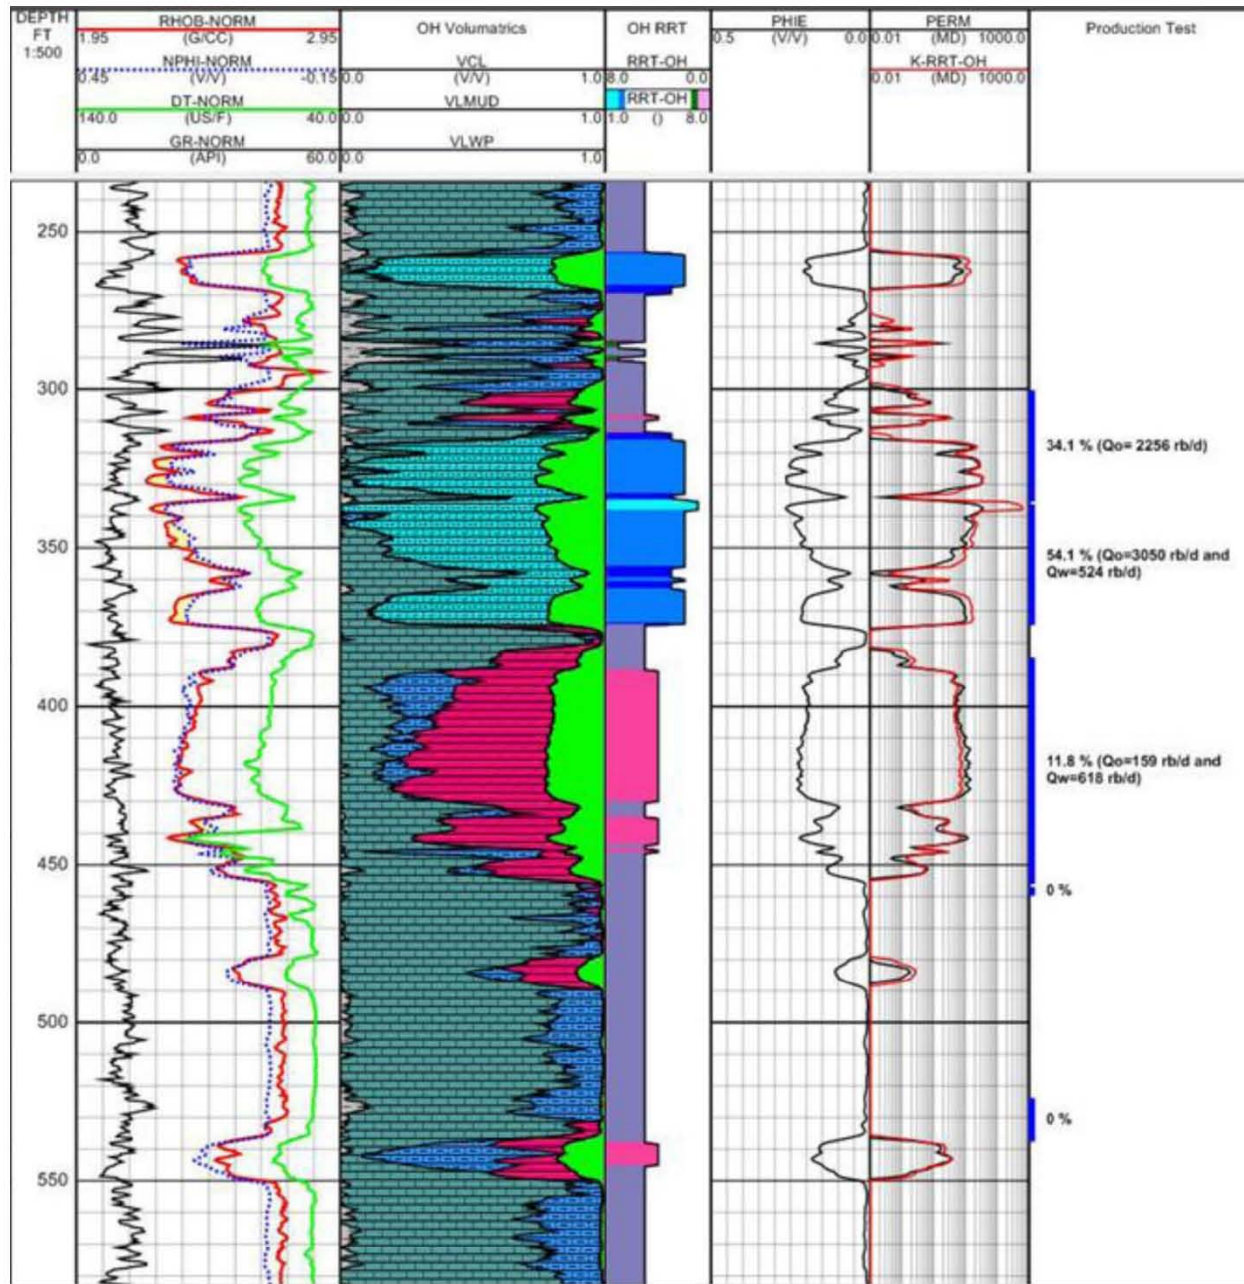 DEPTH
FT
1:500
RHOB-NORM
1.95 (G/CC) 2.95
NPHI-NORM
0.45 (V/V) -0.15
DT-NORM
140.0 (US/F) 40.0
GR-NORM
0.0 (API) 60.0
OH Volumatrics
VCL
0.0 (V/V) 1.0
VLMUD
0.0 1.0
VLWP
0.0 1.0
OH RRT
RRT-OH
8.0 0.0
RRT-OH
1.0 () 8.0
PHIE
0.5 (V/V) 0.0
PERM
0.01 (MD) 1000.0
K-RRT-OH
0.01 (MD) 1000.0
Production Test
250
300
34.1 % (Qo= 2256 rb/d)
350
54.1 % (Qo=3050 rb/d and
Qw=524 rb/d)
400
11.8 % (Qo=159 rb/d and
Qw=618 rb/d)
450
0 %
500
0 %
550